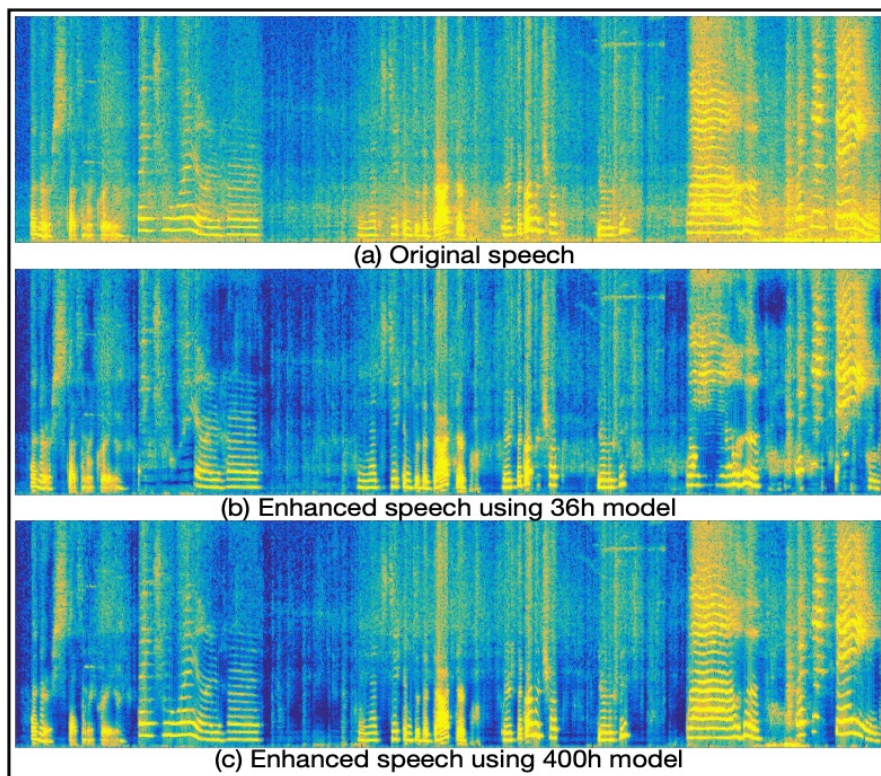 (a) Original speech
(b) Enhanced speech using 36h model
(c) Enhanced speech using 400h model